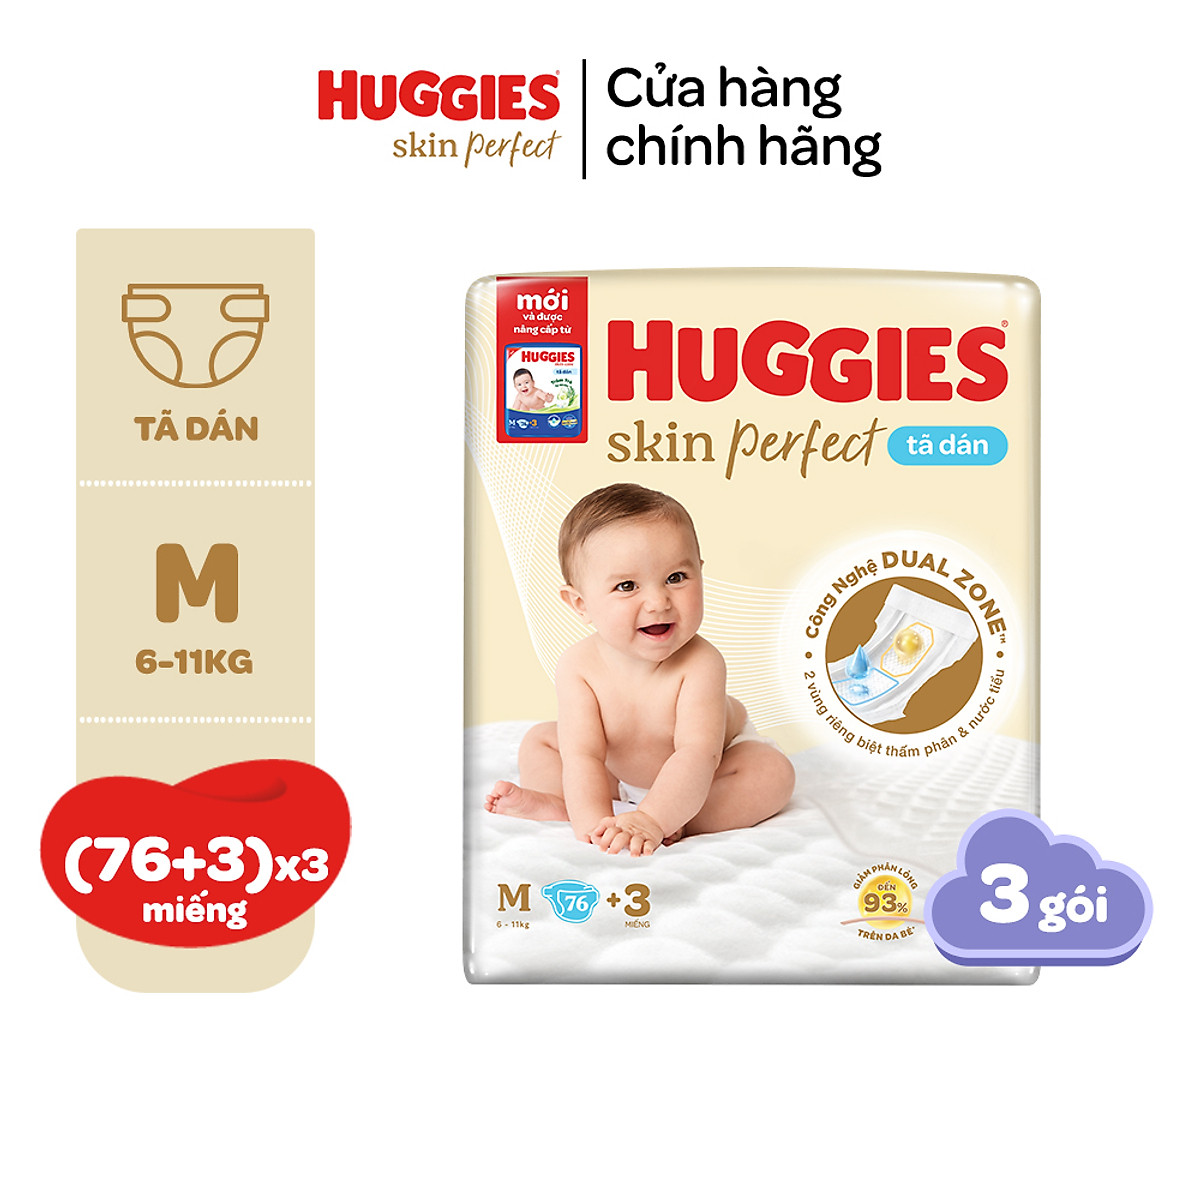 HUGGIES
skin perfect
Cửa hàng
chính hãng
TÃ DÁN
M
6-11KG
(76+3)x3
miếng
mới
và được
nâng cấp từ
HUGGIES
tã dán
M
HUGGIES®
skin perfect
tã dán
Công Nghệ DUAL ZONE™
2 vùng riêng biệt thấm phân & nước tiểu
M
6 - 11kg
76
+3
MIẾNG
GIẢM PHÂN LỎNG
ĐẾN
93%
TRÊN DA BÉ*
3 gói